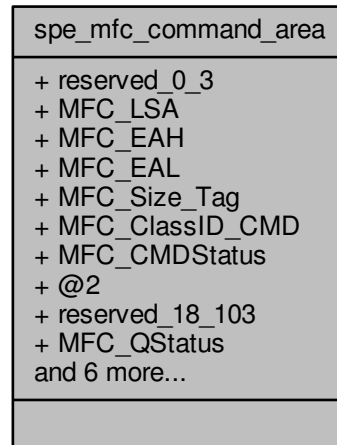 spe_mfc_command_area
+ reserved_0_3
+ MFC_LSA
+ MFC_EAH
+ MFC_EAL
+ MFC_Size_Tag
+ MFC_ClassID_CMD
+ MFC_CMDStatus
+ @2
+ reserved_18_103
+ MFC_QStatus
and 6 more...